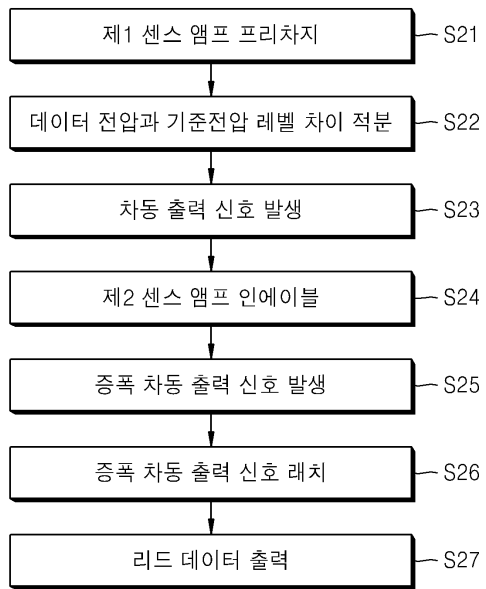 제1 센스 앰프 프리차지 S21
데이터 전압과 기준전압 레벨 차이 적분 S22
차동 출력 신호 발생 S23
제2 센스 앰프 인에이블 S24
증폭 차동 출력 신호 발생 S25
증폭 차동 출력 신호 래치 S26
리드 데이터 출력 S27